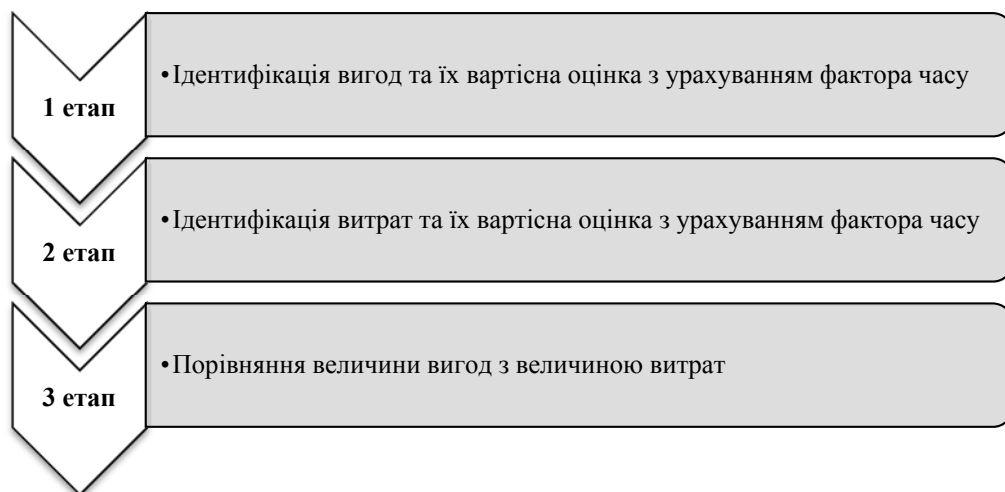 1 етап
•Ідентифікація вигод та їх вартісна оцінка з урахуванням фактора часу
2 етап
•Ідентифікація витрат та їх вартісна оцінка з урахуванням фактора часу
3 етап
•Порівняння величини вигод з величиною витрат